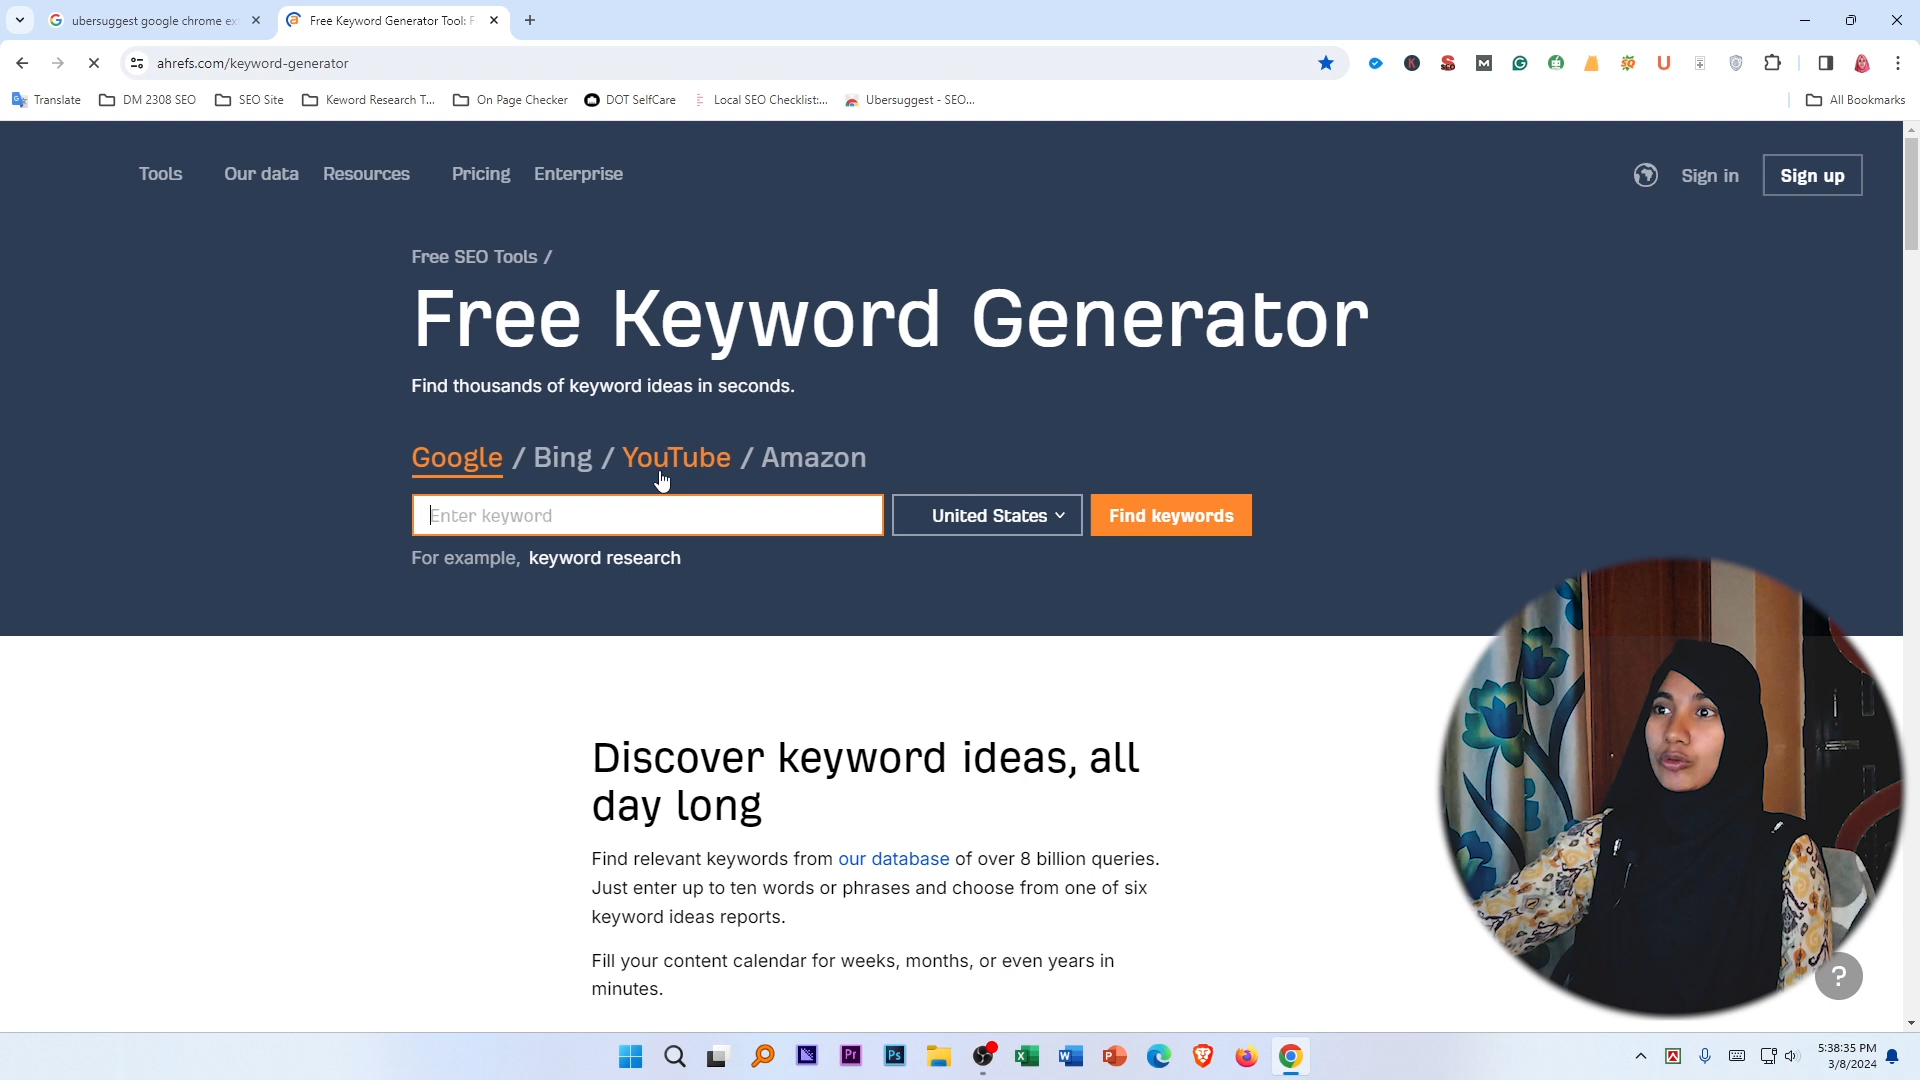 ubersuggest google chrome ex
Free Keyword Generator Tool: F
ahrefs.com/keyword-generator
Translate
DM 2308 SEO
SEO Site
Keword Research T...
On Page Checker
DOT SelfCare
Local SEO Checklist:...
Ubersuggest - SEO...
All Bookmarks
Tools
Our data
Resources
Pricing
Enterprise
Sign in
Sign up
Free SEO Tools /
Free Keyword Generator
Find thousands of keyword ideas in seconds.
Google / Bing / YouTube / Amazon
Enter keyword
United States
Find keywords
For example, keyword research
Discover keyword ideas, all
day long
Find relevant keywords from our database of over 8 billion queries.
Just enter up to ten words or phrases and choose from one of six
keyword ideas reports.
Fill your content calendar for weeks, months, or even years in
minutes.
?
5:38:35 PM
3/8/2024